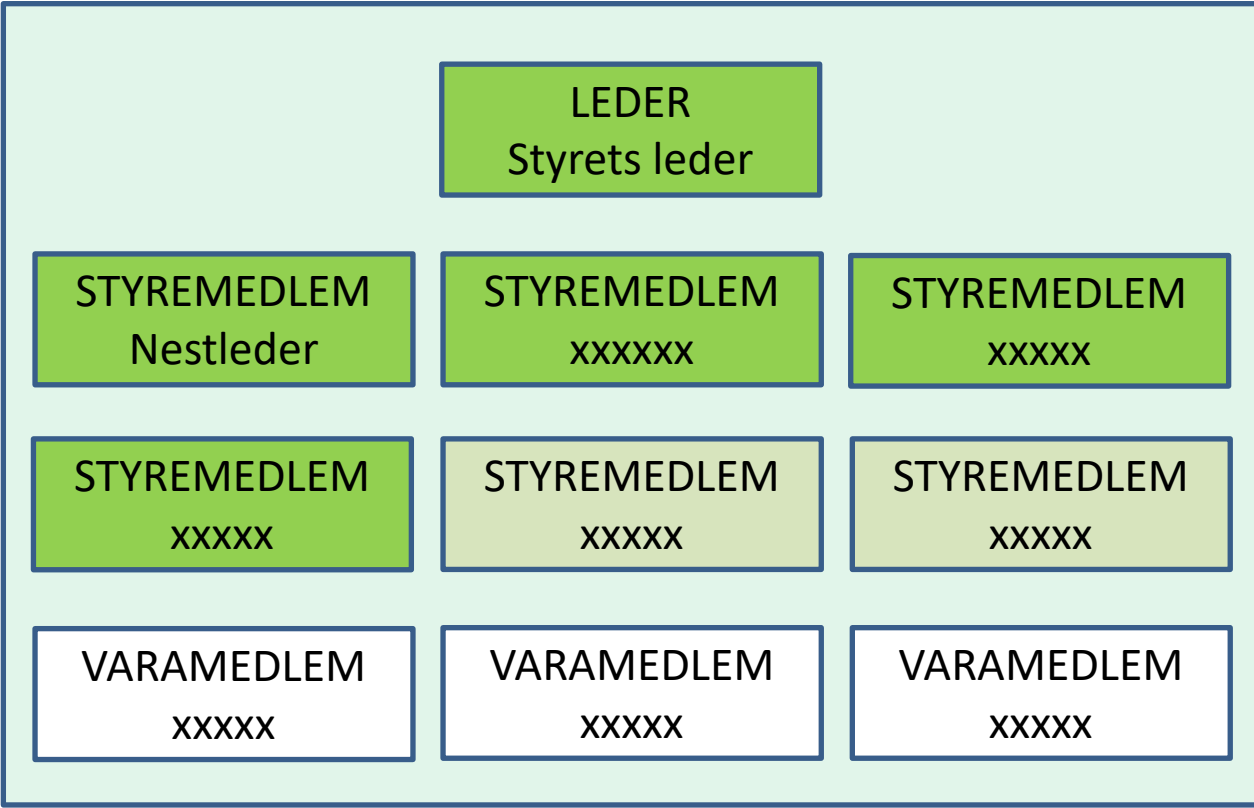 LEDER
Styrets leder
STYREMEDLEM
Nestleder
STYREMEDLEM
xxxxxx
STYREMEDLEM
xxxxx
STYREMEDLEM
xxxxx
STYREMEDLEM
xxxxx
STYREMEDLEM
xxxxx
VARAMEDLEM
xxxxx
VARAMEDLEM
xxxxx
VARAMEDLEM
xxxxx